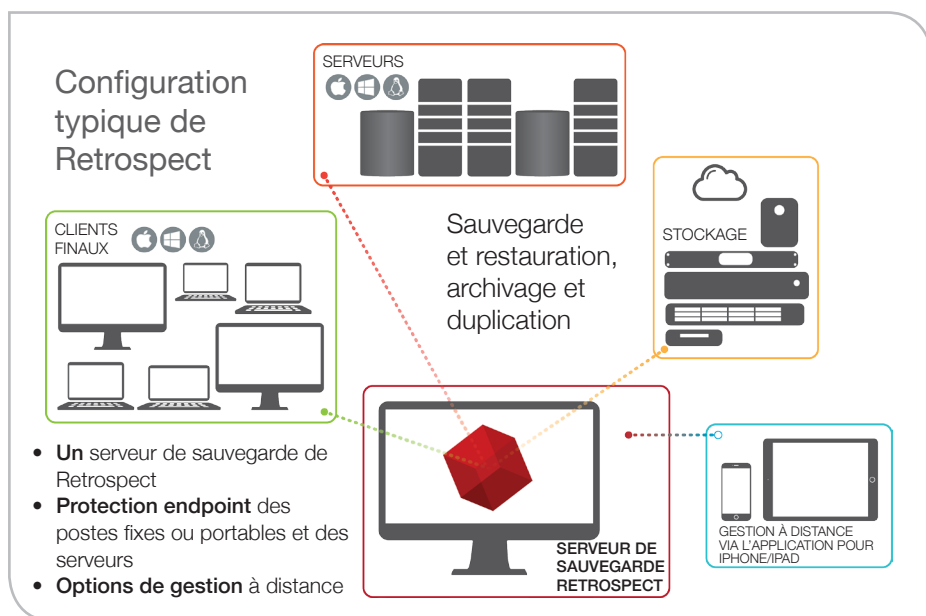 Configuration
typique de
Retrospect
SERVEURS
CLIENTS
FINAUX
Sauvegarde
et restauration,
archivage et
duplication
STOCKAGE
• Un serveur de sauvegarde de
Retrospect
• Protection endpoint des
postes fixes ou portables et des
serveurs
• Options de gestion à distance
SERVEUR DE
SAUVEGARDE
RETROSPECT
GESTION À DISTANCE
VIA L'APPLICATION POUR
IPHONE/IPAD